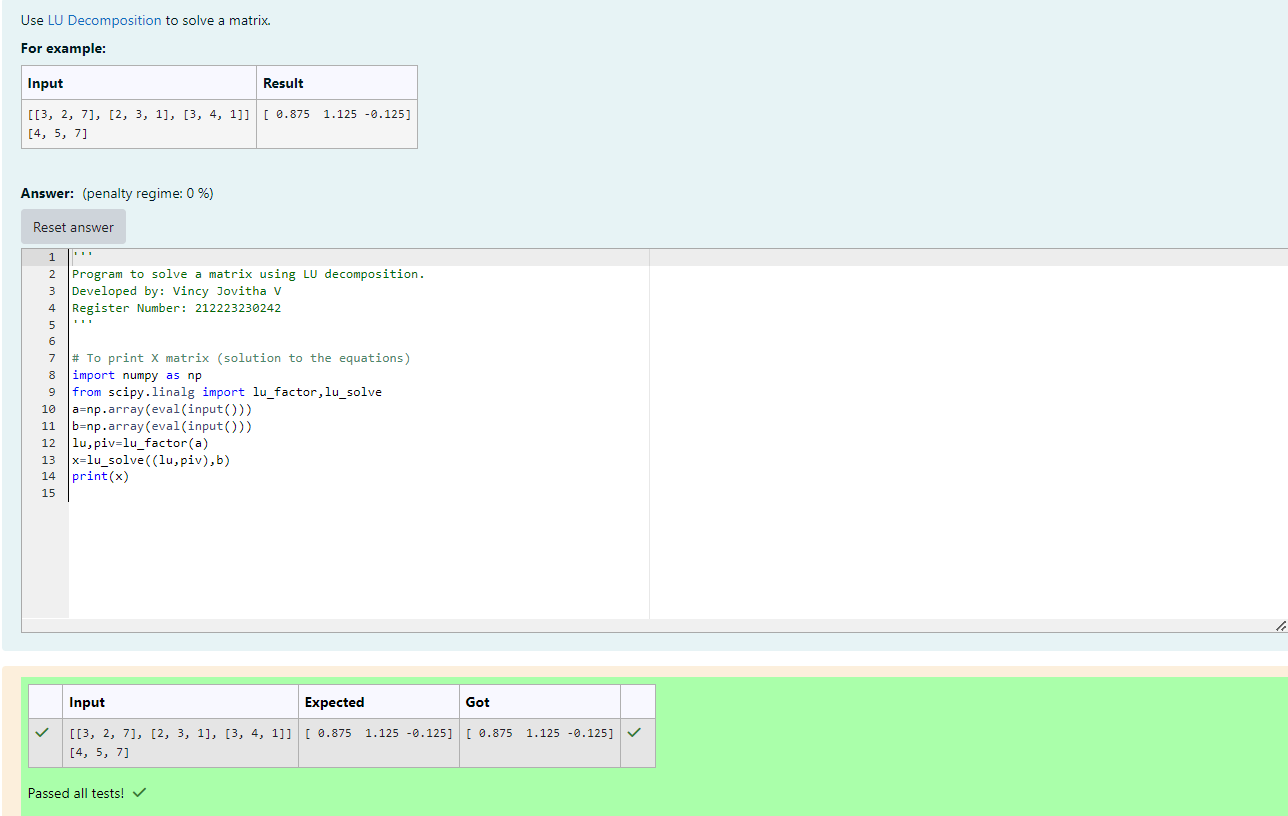 Use LU Decomposition to solve a matrix.
For example:
Input Result
[[3, 2, 7], [2, 3, 1], [3, 4, 1]] [ 0.875  1.125 -0.125]
[4, 5, 7]
Answer: (penalty regime: 0 %)
Reset answer
1 '''
2 Program to solve a matrix using LU decomposition.
3 Developed by: Vincy Jovitha V
4 Register Number: 212223230242
5 '''
6
7 # To print X matrix (solution to the equations)
8 import numpy as np
9 from scipy.linalg import lu_factor,lu_solve
10 a=np.array(eval(input()))
11 b=np.array(eval(input()))
12 lu,piv=lu_factor(a)
13 x=lu_solve((lu,piv),b)
14 print(x)
15
Input Expected Got
[[3, 2, 7], [2, 3, 1], [3, 4, 1]] [ 0.875  1.125 -0.125] [ 0.875  1.125 -0.125]
[4, 5, 7]
Passed all tests!